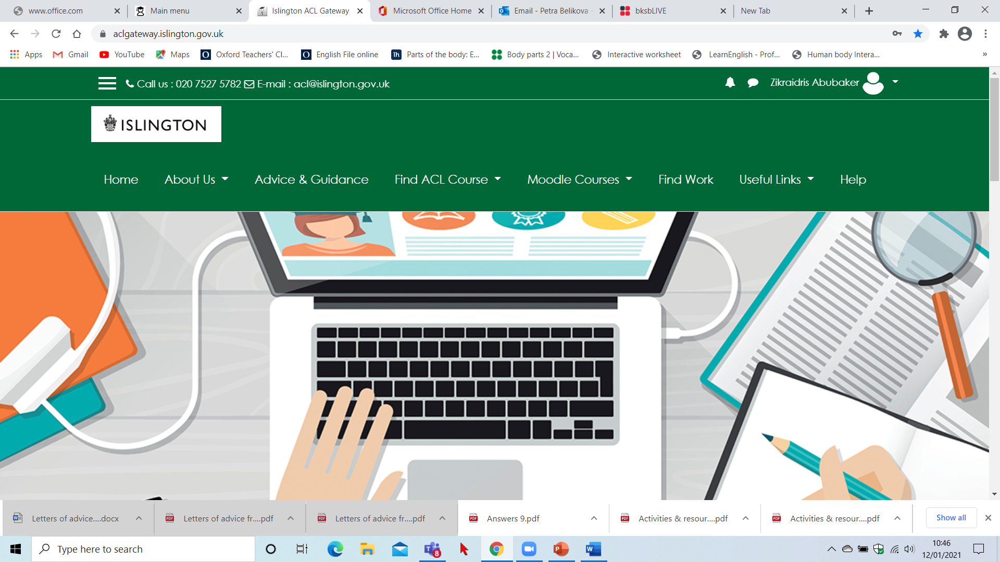 www.office.com
Main menu
Islington ACL Gateway
Microsoft Office Home
Email - Petra Belikova -
bksbLIVE
New Tab
aclgateway.islington.gov.uk
Apps
Gmail
YouTube
Maps
Oxford Teachers' Cl...
English File online
Parts of the body: E...
Body parts 2 | Voca...
Interactive worksheet
LearnEnglish - Prof...
Human body Intera...
»
Call us : 020 7527 5782 E-mail : acl@islington.gov.uk
Zikraidris Abubaker
ISLINGTON
Home
About Us
Advice & Guidance
Find ACL Course
Moodle Courses
Find Work
Useful Links
Help
Letters of advice....docx
Letters of advice fr....pdf
Letters of advice fr....pdf
Answers 9.pdf
Activities & resour....pdf
Activities & resour....pdf
Show all
Type here to search
8
10:46
12/01/2021